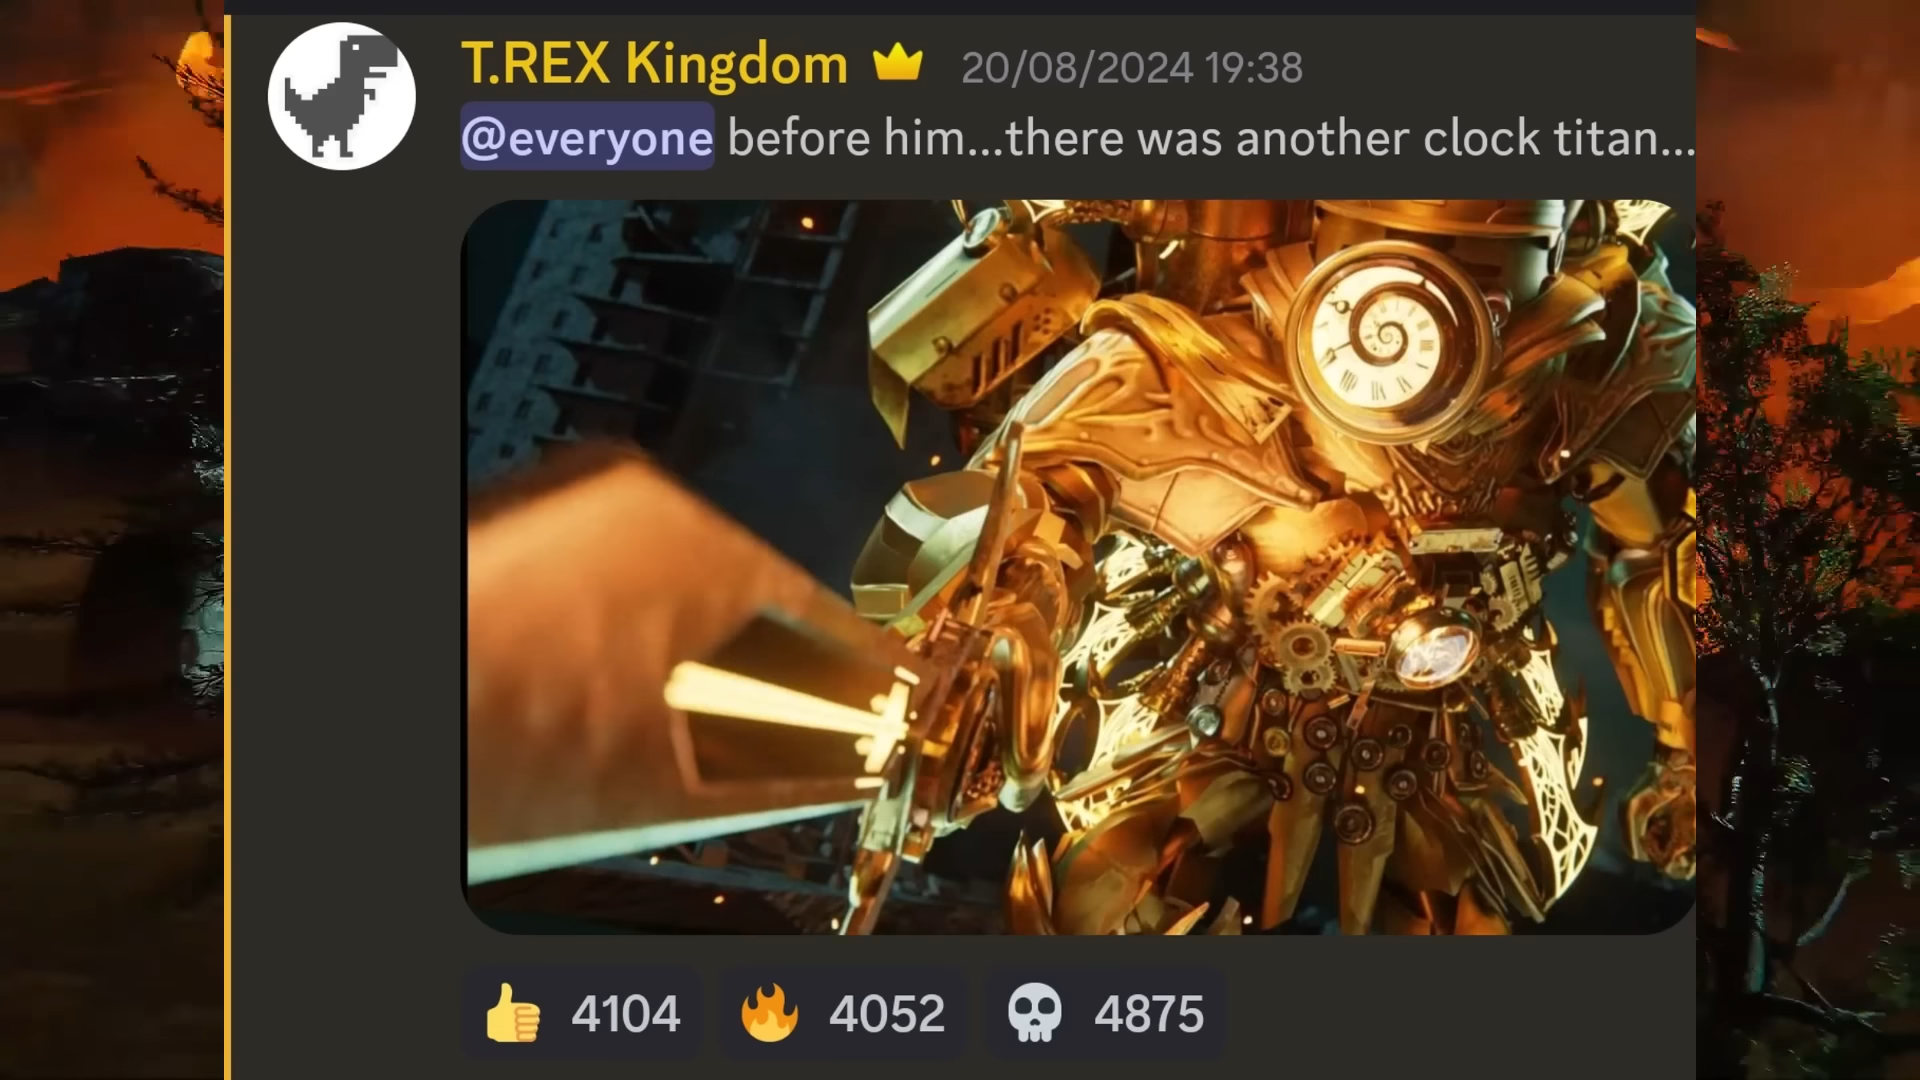 T.REX Kingdom 20/08/2024 19:38
@everyone before him...there was another clock titan...
4104 4052 4875